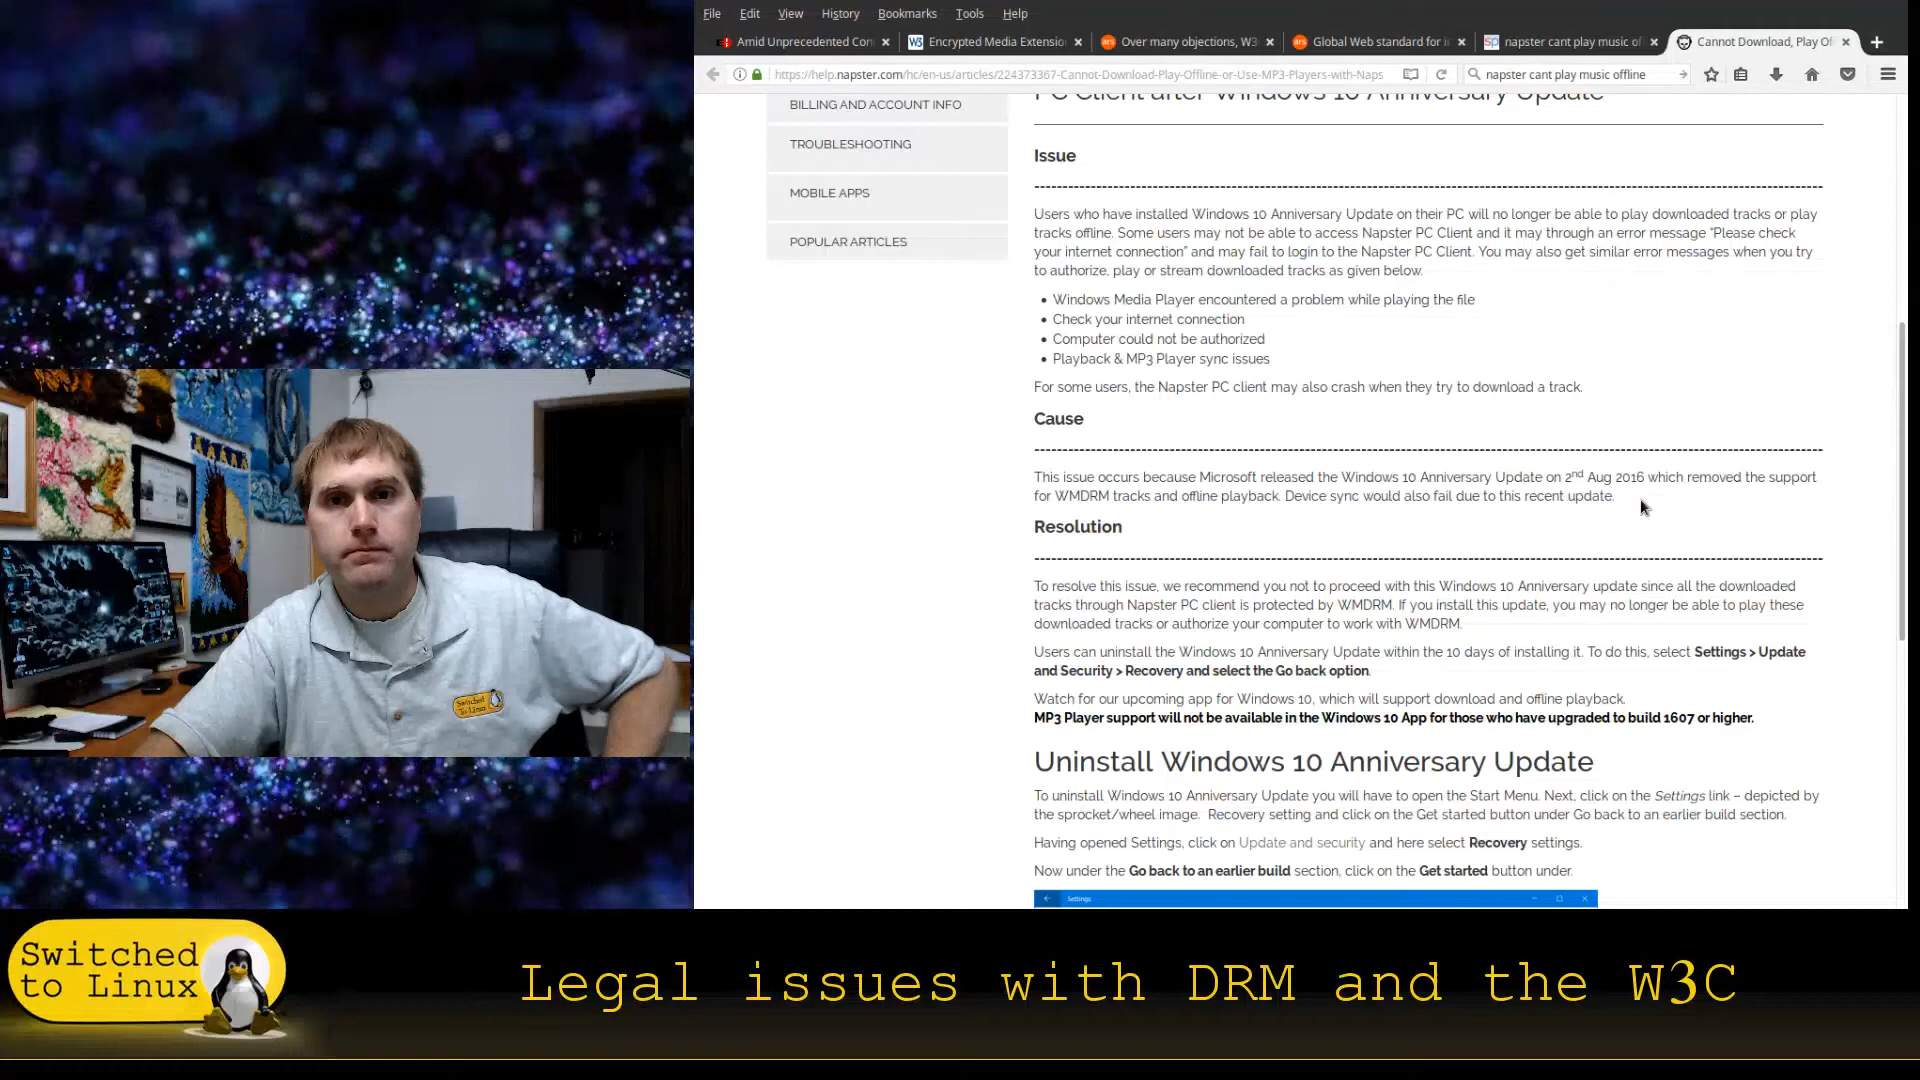 File Edit View History Bookmarks Tools Help
Amid Unprecedented Con
Encrypted Media Extensio
Over many objections, W3
Global Web standard for i
napster cant play music of
Cannot Download, Play Of
https://help.napster.com/hc/en-us/articles/224373367-Cannot-Download-Play-Offline-or-Use-MP3-Players-with-Naps
napster cant play music offline
PC Client after Windows 10 Anniversary Update
BILLING AND ACCOUNT INFO
TROUBLESHOOTING
MOBILE APPS
POPULAR ARTICLES
Issue
Users who have installed Windows 10 Anniversary Update on their PC will no longer be able to play downloaded tracks or play
tracks offline. Some users may not be able to access Napster PC Client and it may through an error message “Please check
your internet connection” and may fail to login to the Napster PC Client. You may also get similar error messages when you try
to authorize, play or stream downloaded tracks as given below.
• Windows Media Player encountered a problem while playing the file
• Check your internet connection
• Computer could not be authorized
• Playback & MP3 Player sync issues
For some users, the Napster PC client may also crash when they try to download a track.
Cause
This issue occurs because Microsoft released the Windows 10 Anniversary Update on 2nd Aug 2016 which removed the support
for WMDRM tracks and offline playback. Device sync would also fail due to this recent update.
Resolution
To resolve this issue, we recommend you not to proceed with this Windows 10 Anniversary update since all the downloaded
tracks through Napster PC client is protected by WMDRM. If you install this update, you may no longer be able to play these
downloaded tracks or authorize your computer to work with WMDRM.
Users can uninstall the Windows 10 Anniversary Update within the 10 days of installing it. To do this, select Settings > Update
and Security > Recovery and select the Go back option.
Watch for our upcoming app for Windows 10, which will support download and offline playback.
MP3 Player support will not be available in the Windows 10 App for those who have upgraded to build 1607 or higher.
Uninstall Windows 10 Anniversary Update
To uninstall Windows 10 Anniversary Update you will have to open the Start Menu. Next, click on the Settings link – depicted by
the sprocket/wheel image. Recovery setting and click on the Get started button under Go back to an earlier build section.
Having opened Settings, click on Update and security and here select Recovery settings.
Now under the Go back to an earlier build section, click on the Get started button under.
Settings
Switched
To Linux
Switched
to Linux
Legal issues with DRM and the W3C